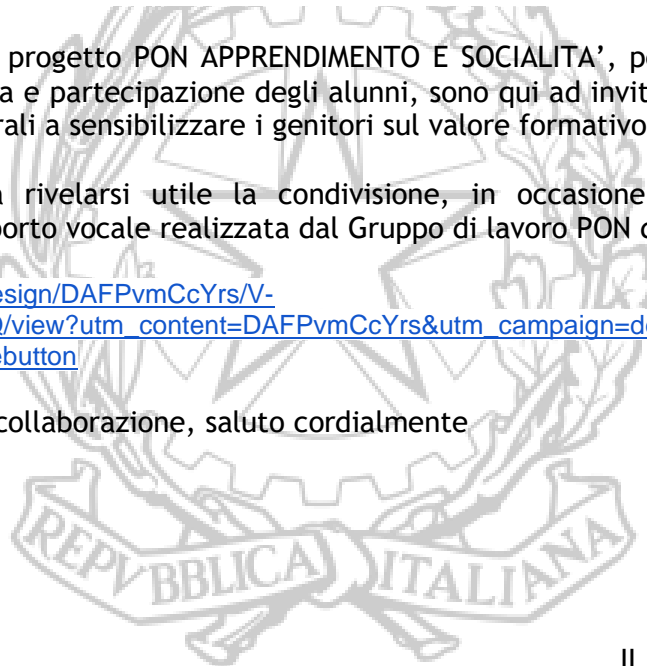 progetto PON APPRENDIMENTO E SOCIALITA’, p
a e partecipazione degli alunni, sono qui ad invit
rali a sensibilizzare i genitori sul valore formativo
rivelarsi utile la condivisione, in occasione
porto vocale realizzata dal Gruppo di lavoro PON
esign/DAFPvmCcYrs/V-
/view?utm_content=DAFPvmCcYrs&utm_campaign=d
ebutton
collaborazione, saluto cordialmente
REPVBBLICA ITALIANA
Il